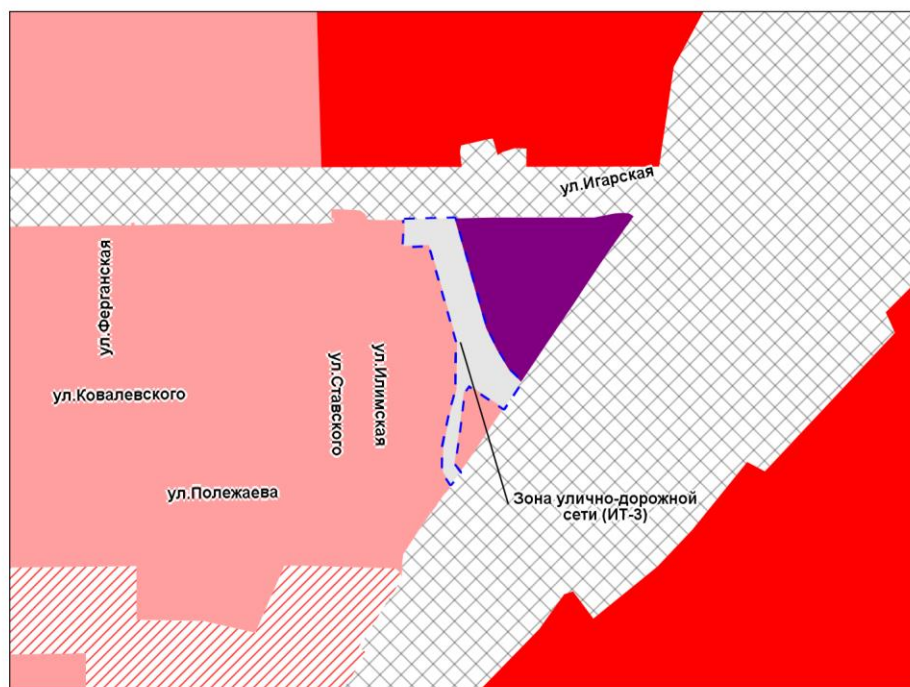 ул.Игарская
ул.Ферганская
ул.Ковалевского
ул.Ставского
ул.Илимская
ул.Полежаева
Зона улично-дорожной
сети (ИТ-3)